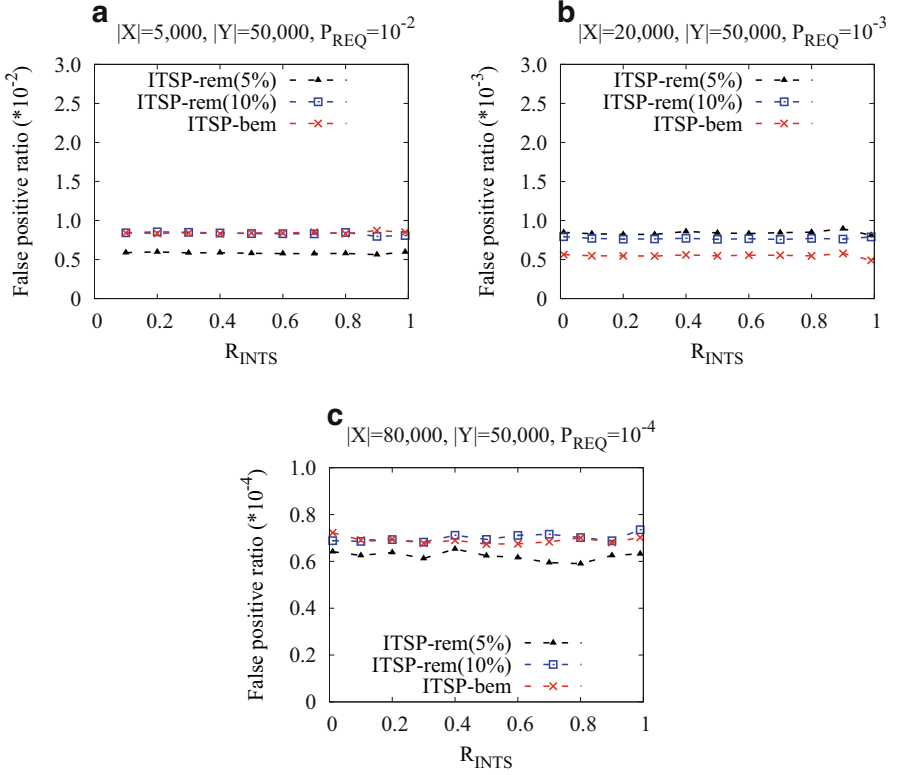 a
|X|=5,000, |Y|=50,000, P_REQ=10^-2
False positive ratio (*10^-2)
3.0
2.5
2.0
1.5
1.0
0.5
0
ITSP-rem(5%)
ITSP-rem(10%)
ITSP-bem
0 0.2 0.4 0.6 0.8 1
R_INTS
b
|X|=20,000, |Y|=50,000, P_REQ=10^-3
False positive ratio (*10^-3)
3.0
2.5
2.0
1.5
1.0
0.5
0
ITSP-rem(5%)
ITSP-rem(10%)
ITSP-bem
0 0.2 0.4 0.6 0.8 1
R_INTS
c
|X|=80,000, |Y|=50,000, P_REQ=10^-4
False positive ratio (*10^-4)
1.0
0.8
0.6
0.4
0.2
0
ITSP-rem(5%)
ITSP-rem(10%)
ITSP-bem
0 0.2 0.4 0.6 0.8 1
R_INTS